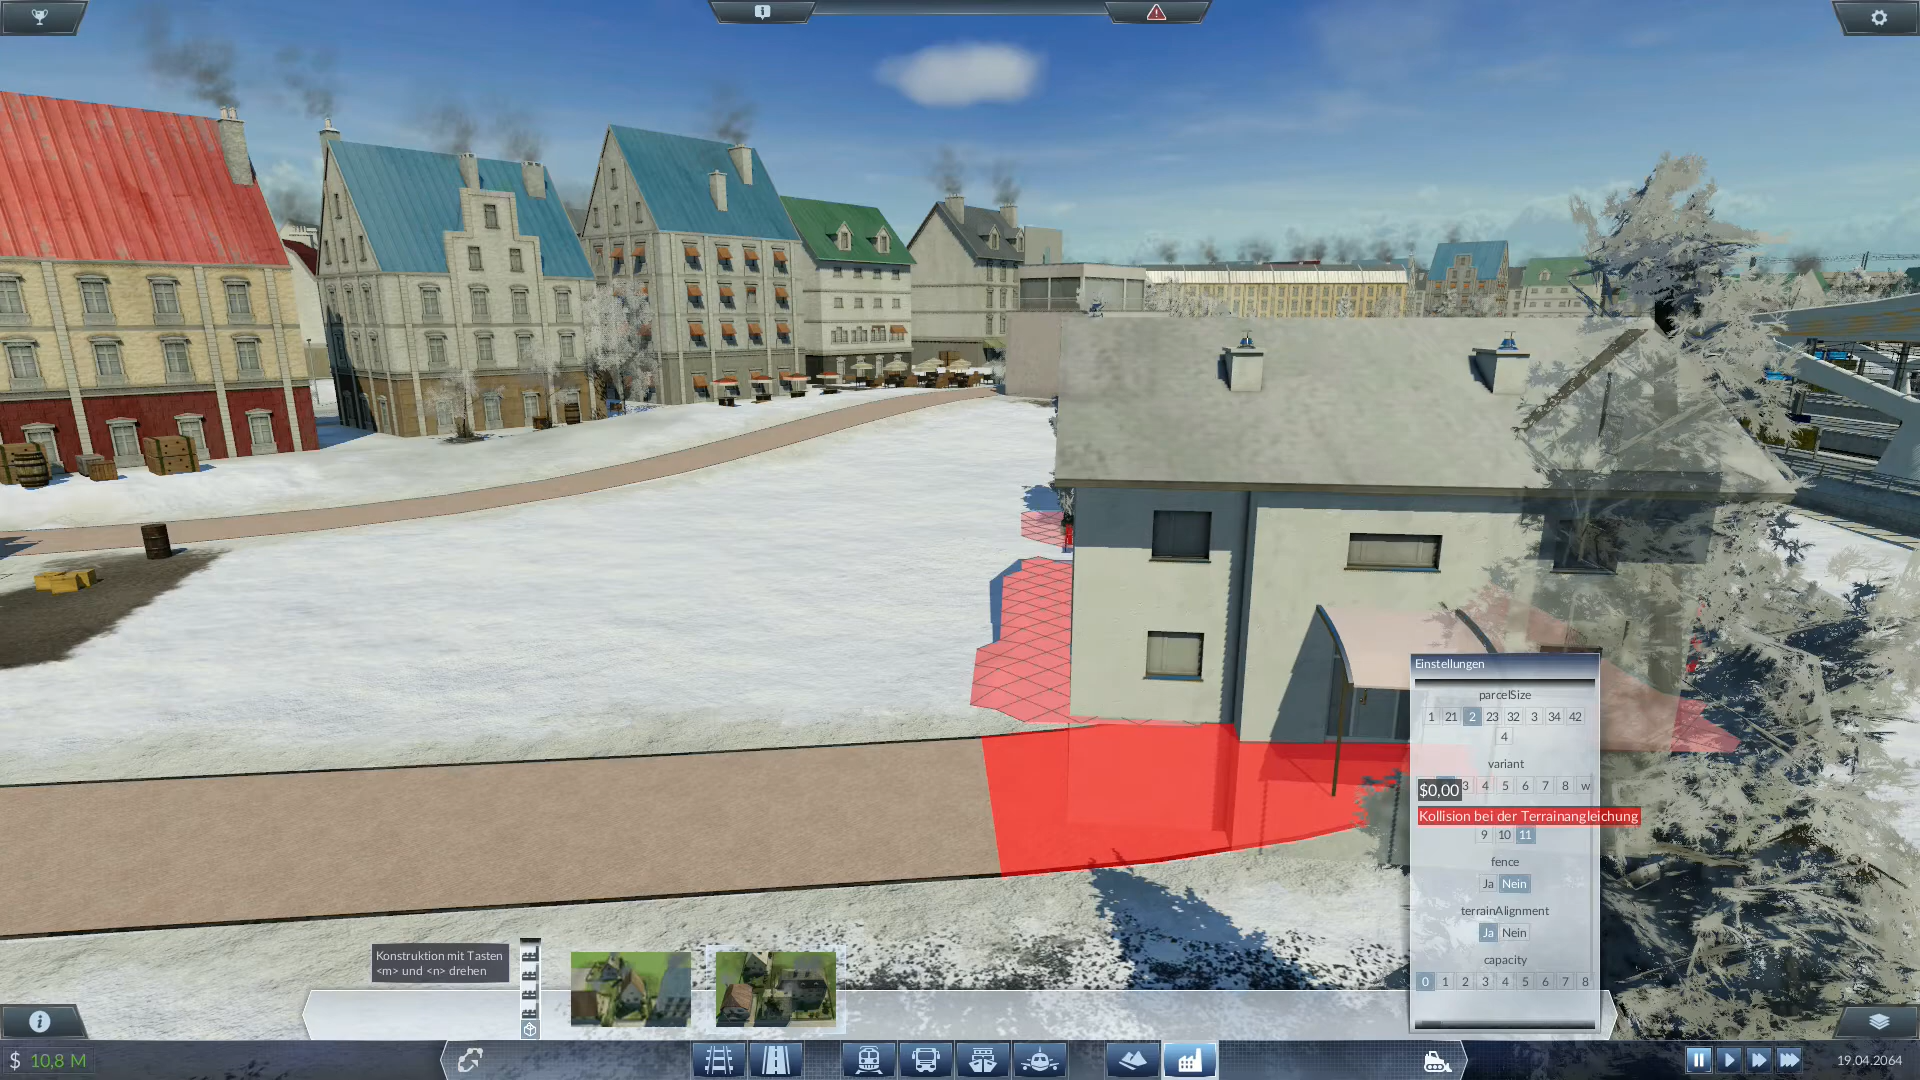 Einstellungen
parcelSize
1 21 2 23 32 3 34 42
4
variant
3 4 5 6 7 8 w
$0,00
Kollision bei der Terrainangleichung
9 10 11
fence
Ja Nein
terrainAlignment
Ja Nein
capacity
0 1 2 3 4 5 6 7 8
Konstruktion mit Tasten
<m> und <n> drehen
$ 10,8 M
19.04.2064